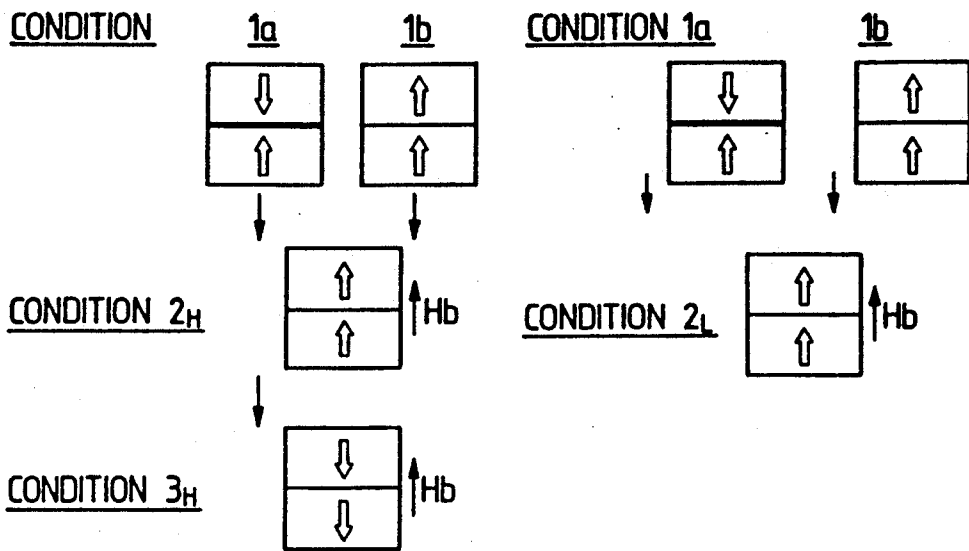 CONDITION 1a 1b
CONDITION 1a 1b
CONDITION 2H Hb
CONDITION 2L Hb
CONDITION 3H Hb